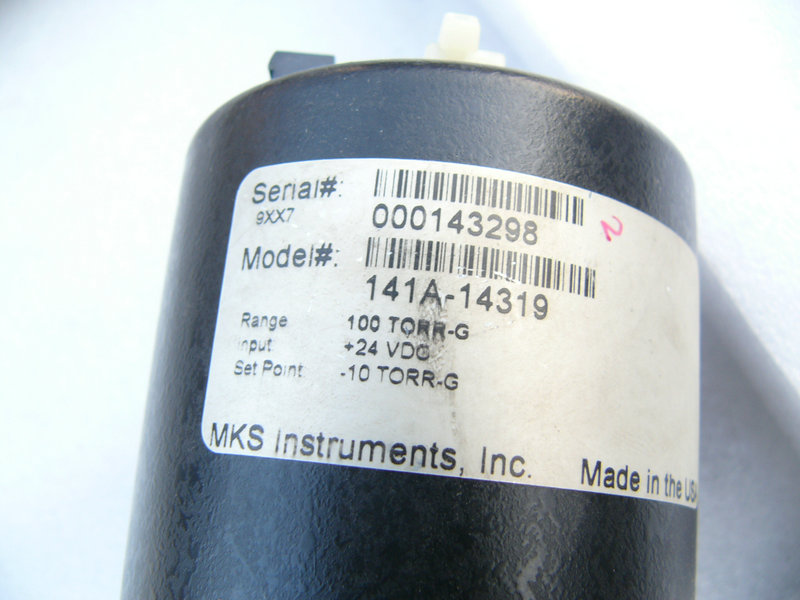 Serial#:
9XX7
000143298
2
Model#:
141A-14319
Range 100 TORR-G
Input: +24 VDC
Set Point: -10 TORR-G
MKS Instruments, Inc. Made in the USA